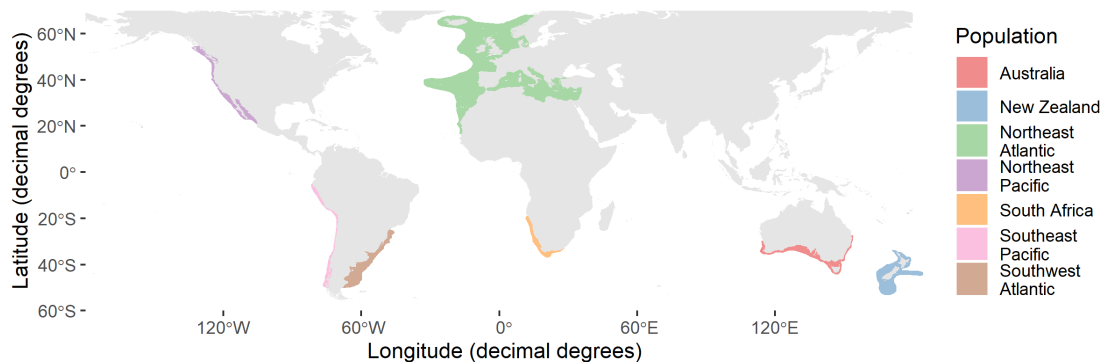 Population
Australia
New Zealand
Northeast
Atlantic
Northeast
Pacific
South Africa
Southeast
Pacific
Southwest
Atlantic
Latitude (decimal degrees)
60°N
40°N
20°N
0°
20°S
40°S
60°S
120°W
60°W
0°
60°E
120°E
Longitude (decimal degrees)